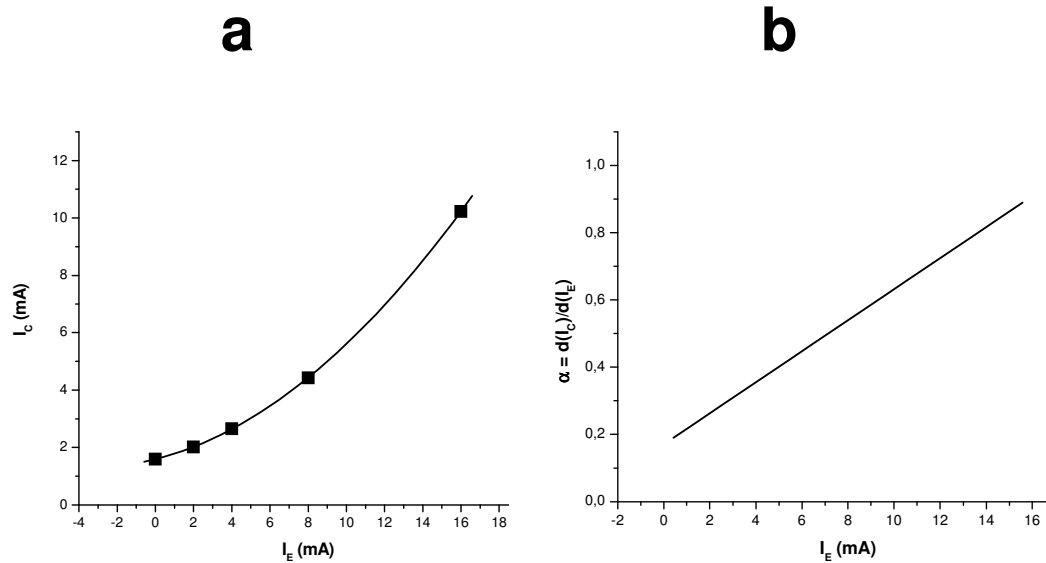 a
b
12
10
8
6
4
2
0
I_C (mA)
-4 -2 0 2 4 6 8 10 12 14 16 18
I_E (mA)
1,0
0,8
0,6
0,4
0,2
0,0
α = d(I_C)/d(I_E)
-2 0 2 4 6 8 10 12 14 16
I_E (mA)